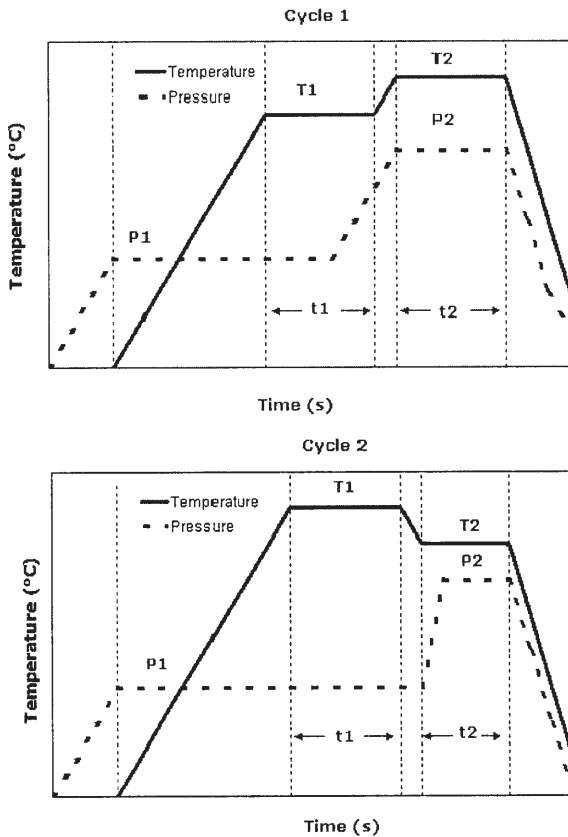 Cycle 1
Temperature
Pressure
T1
T2
P2
P1
t1
t2
Temperature (°C)
Time (s)
Cycle 2
Temperature
Pressure
T1
T2
P2
P1
t1
t2
Temperature (°C)
Time (s)